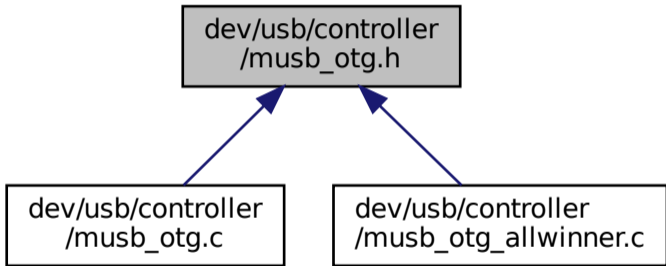 dev/usb/controller
/musb_otg.h
dev/usb/controller
/musb_otg.c
dev/usb/controller
/musb_otg_allwinner.c